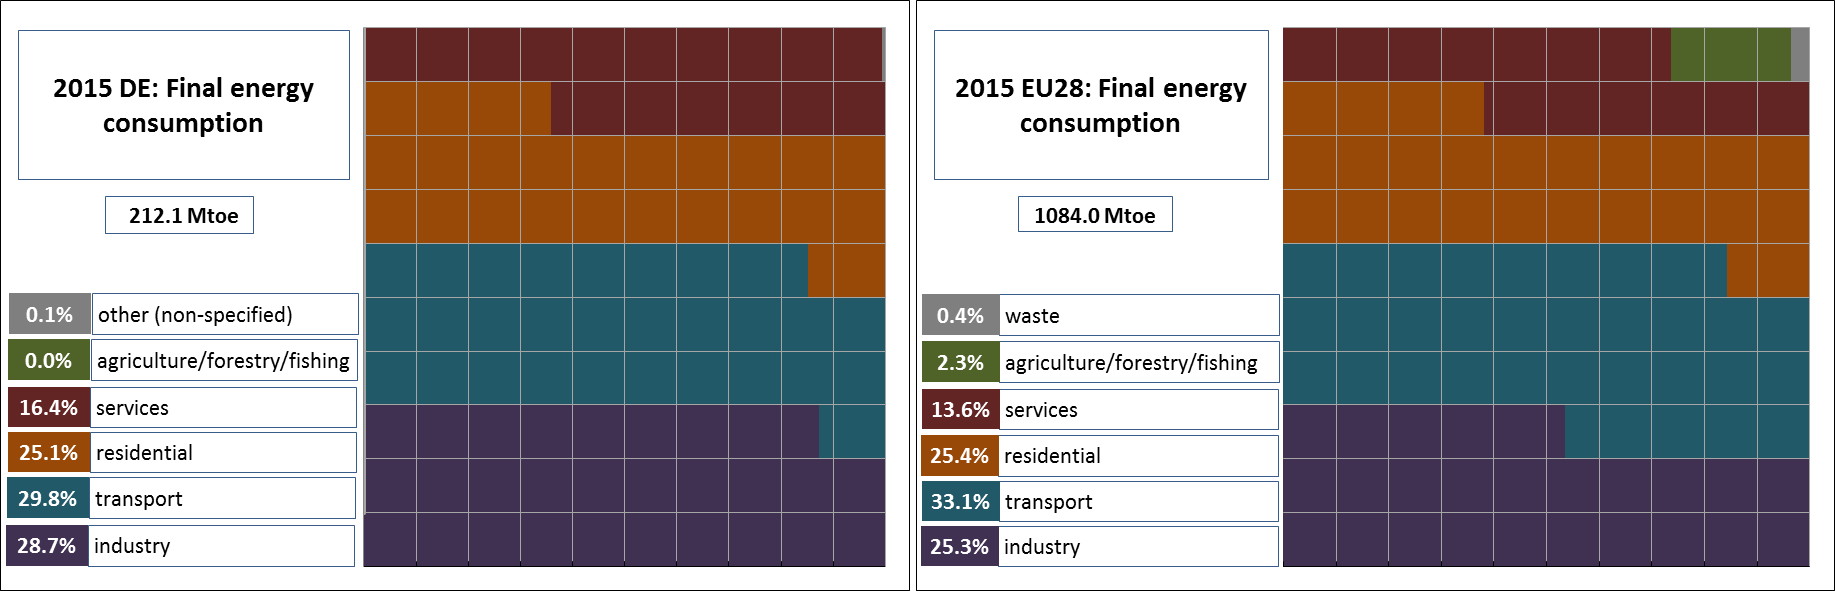 2015 DE: Final energy
consumption
212.1 Mtoe
0.1% other (non-specified)
0.0% agriculture/forestry/fishing
16.4% services
25.1% residential
29.8% transport
28.7% industry
2015 EU28: Final energy
consumption
1084.0 Mtoe
0.4% waste
2.3% agriculture/forestry/fishing
13.6% services
25.4% residential
33.1% transport
25.3% industry